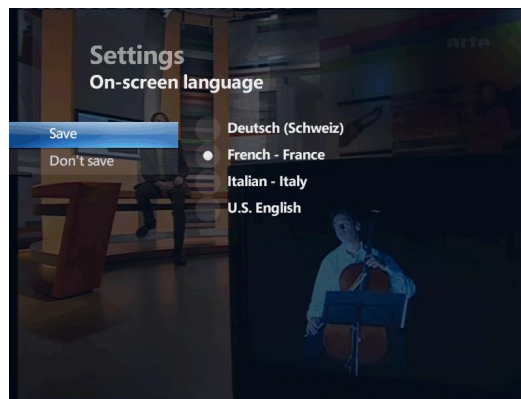 arte
Settings
On-screen language
Save
Don't save
Deutsch (Schweiz)
French - France
Italian - Italy
U.S. English